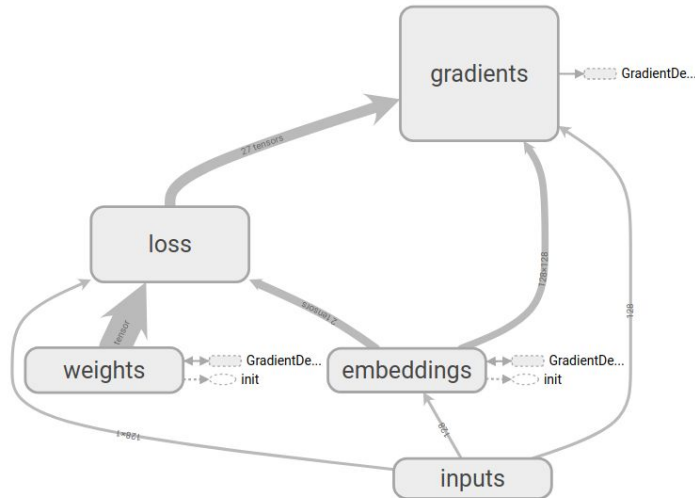 gradients
GradientDe...
27 tensors
loss
128×128
2 tensors
128
tensor
weights
GradientDe...
init
embeddings
GradientDe...
init
128
128×1
inputs